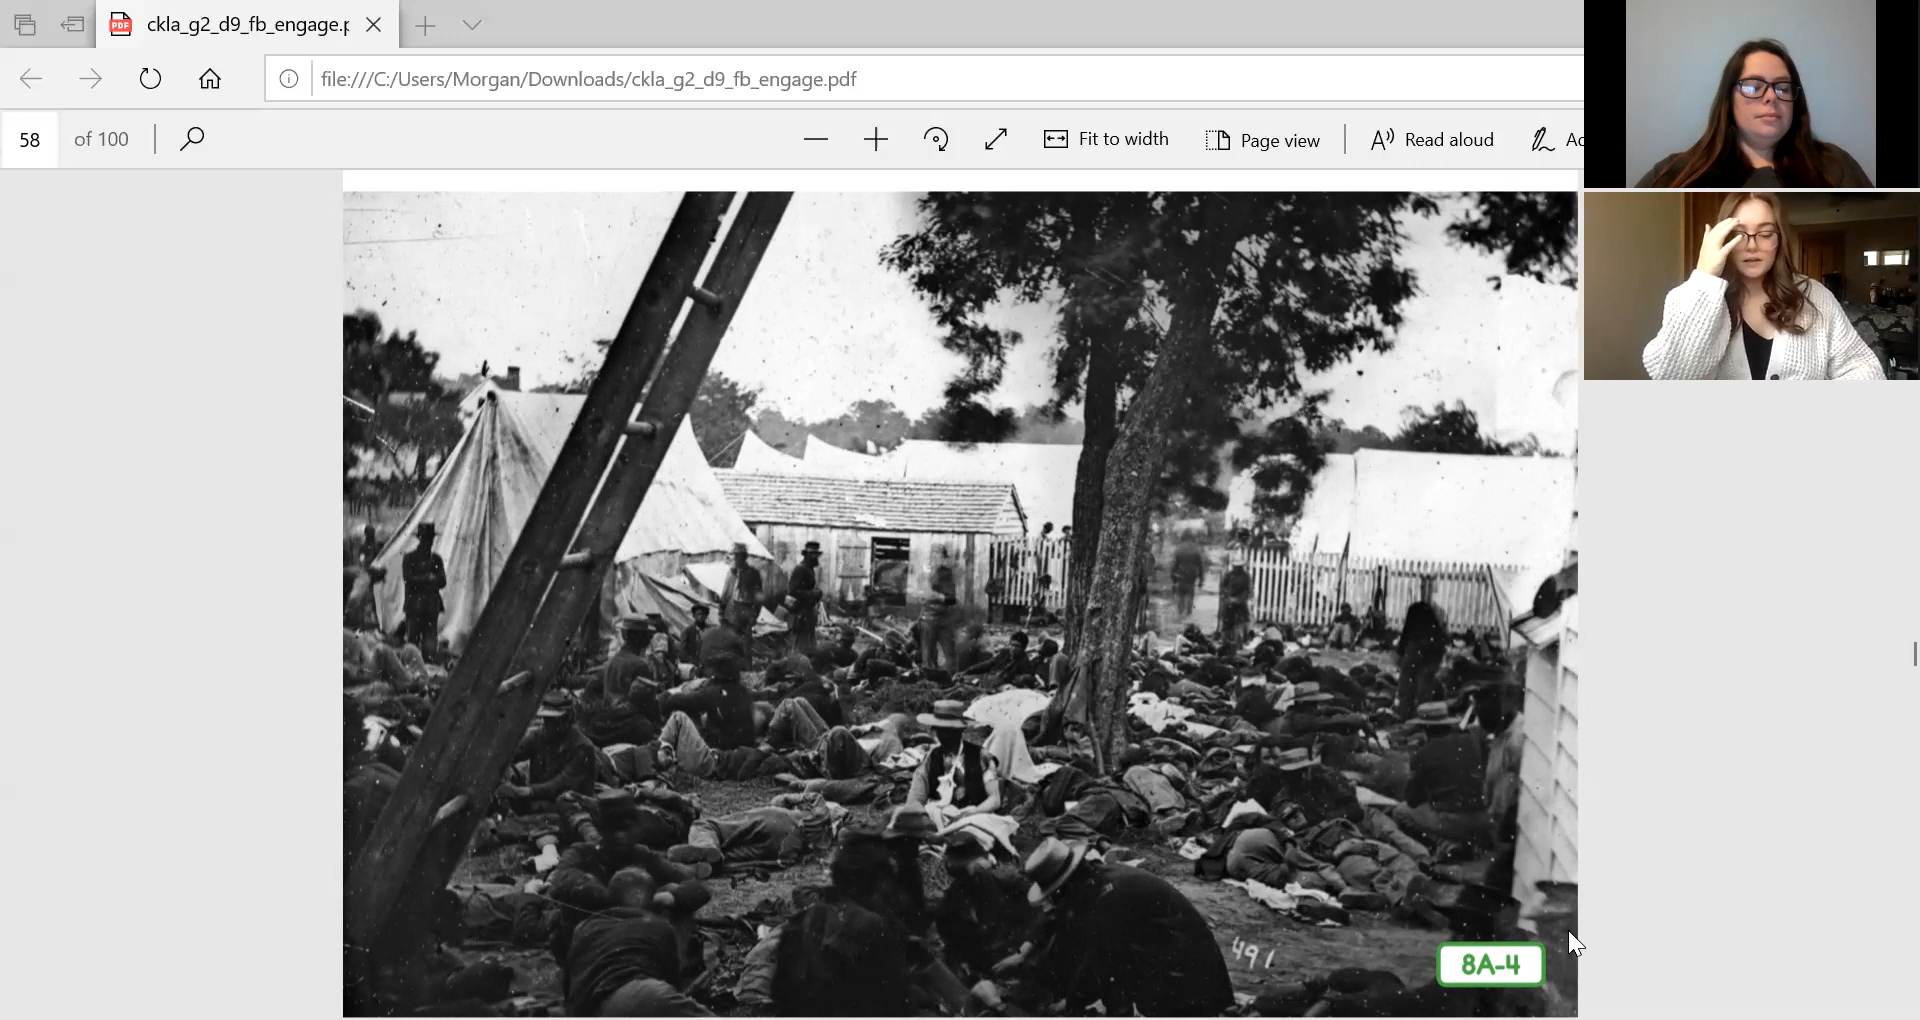 ckla_g2_d9_fb_engage.p
file:///C:/Users/Morgan/Downloads/ckla_g2_d9_fb_engage.pdf
58 of 100 Fit to width Page view Read aloud Ac
491
8A-4